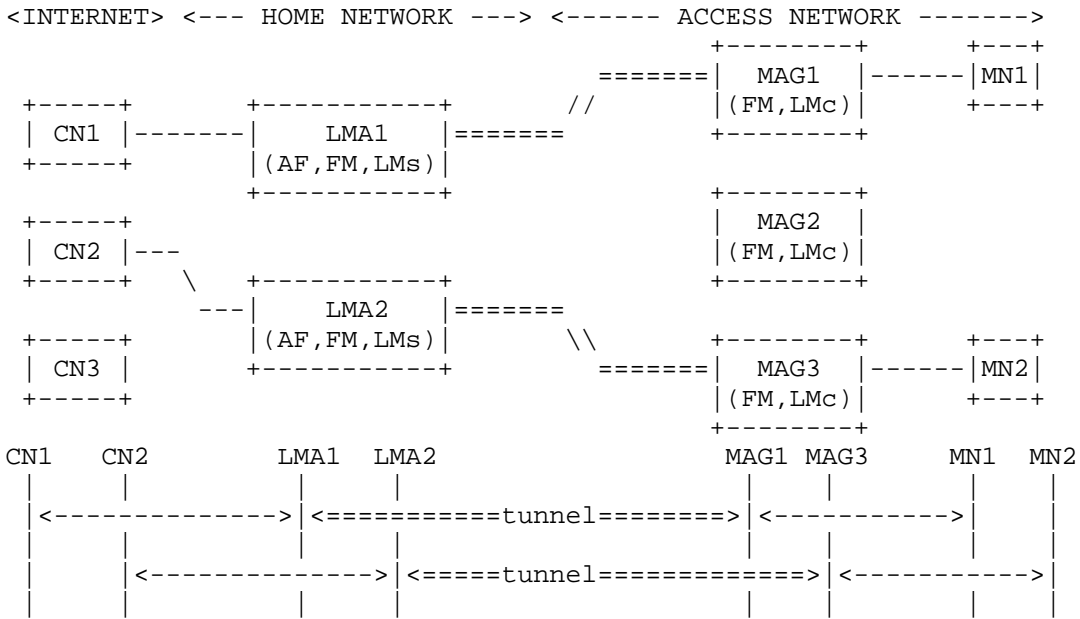 <INTERNET> <--- HOME NETWORK ---> <------ ACCESS NETWORK ------->
                                            +--------+      +---+
                                     =======|  MAG1  |------|MN1|
 +-----+       +-----------+       //       |(FM,LMc)|      +---+
 | CN1 |-------|    LMA1   |=======         +--------+
 +-----+       |(AF,FM,LMs)|
               +-----------+                +--------+
 +-----+                                    |  MAG2  |
 | CN2 |---                                 |(FM,LMc)|
 +-----+   \   +-----------+                +--------+
            ---|    LMA2   |=======
 +-----+       |(AF,FM,LMs)|       \\       +--------+      +---+
 | CN3 |       +-----------+         =======|  MAG3  |------|MN2|
 +-----+                                    |(FM,LMc)|      +---+
                                            +--------+
CN1   CN2        LMA1  LMA2                  MAG1 MAG3     MN1  MN2
 |     |          |     |                     |    |        |    |
 |<-------------->|<===========tunnel========>|<----------->|    |
 |     |          |     |                     |    |        |    |
 |     |<-------------->|<=====tunnel=============>|<----------->|
 |     |          |     |                     |    |        |    |